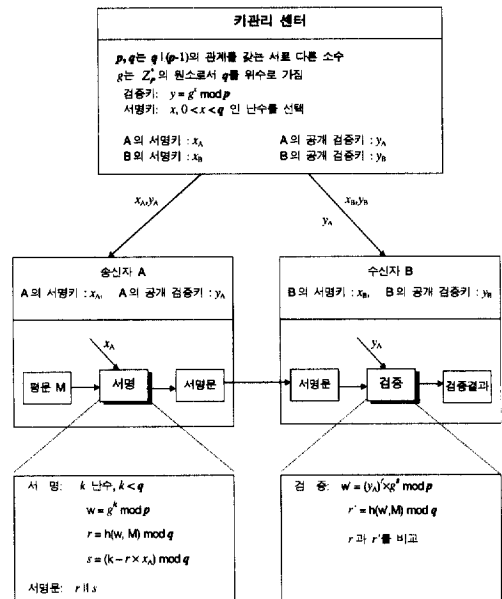 키관리 센터
p, q는 q | (p-1)의 관계를 갖는 서로 다른 소수
g는 Z*p의 원소로서 q를 위수로 가짐
검증키: y = g^x mod p
서명키: x, 0 < x < q 인 난수를 선택
A의 서명키 : xA A의 공개 검증키 : yA
B의 서명키 : xB B의 공개 검증키 : yB
xA,yA
xB,yB
yA
송신자 A
A의 서명키 : xA, A의 공개 검증키 : yA
수신자 B
B의 서명키 : xB, B의 공개 검증키 : yB
xA
평문 M
서명
서명문
yA
서명문
검증
검증결과
서 명: k 난수, k < q
w = g^k mod p
r = h(w, M) mod q
s = (k – r × xA) mod q
서명문: r ll s
검 증: w' = (yA)^r × g^s mod p
r' = h(w',M) mod q
r 과 r'를 비교